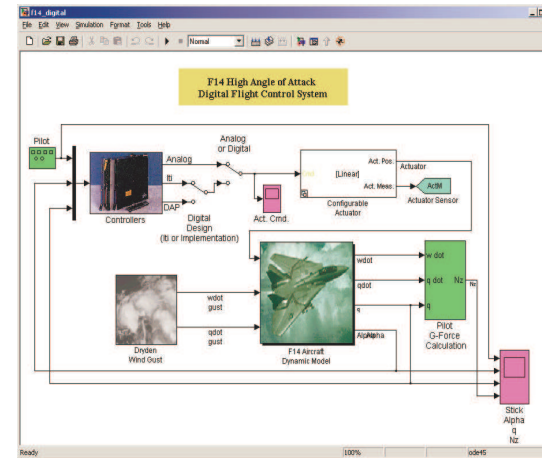 f14_digital
File Edit View Simulation Format Tools Help
Normal
F14 High Angle of Attack
Digital Flight Control System
Pilot
Controllers
Analog
Iti
DAP
Analog
or Digital
Digital
Design
(Iti or Implementation)
Act. Cmd.
[Linear]
Act. Pos.
Act. Meas.
Configurable
Actuator
Actuator
ActM
Actuator Sensor
Dryden
Wind Gust
wdot
gust
qdot
gust
F14 Aircraft
Dynamic Model
wdot
qdot
q
Alpha
w dot
q dot
q
Nz
Nz
Pilot
G-Force
Calculation
Stick
Alpha
q
Nz
Ready
100%
ode45